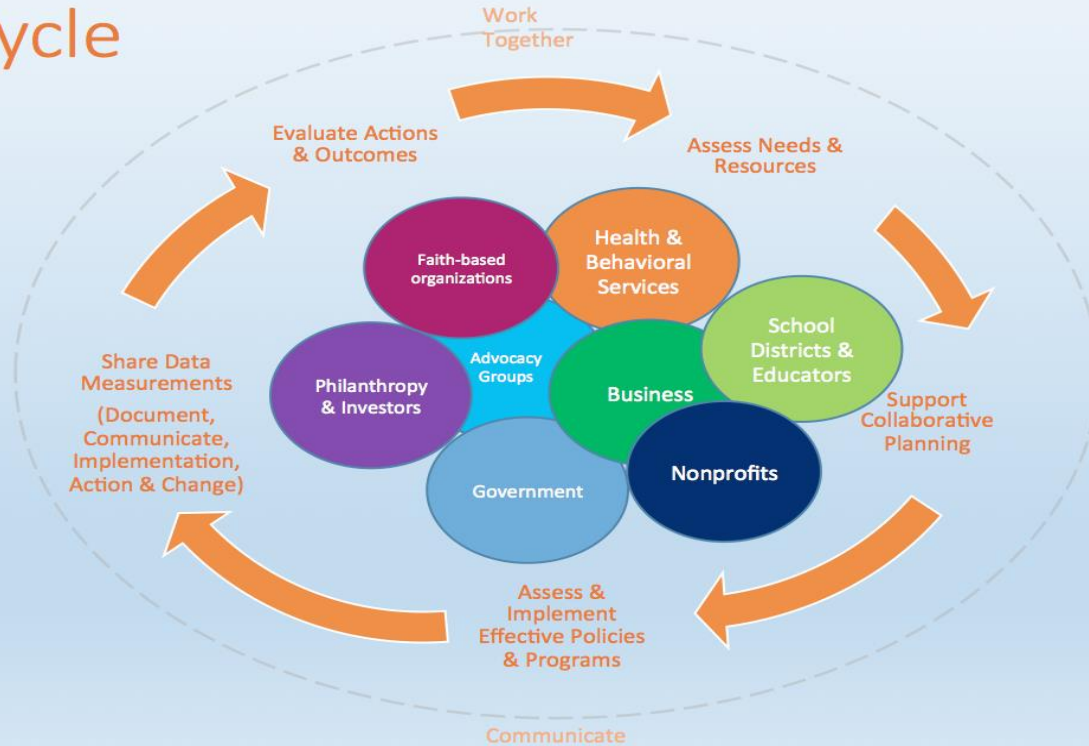 ycle
Work
Together
Evaluate Actions
& Outcomes
Assess Needs &
Resources
Faith-based
organizations
Health &
Behavioral
Services
School
Districts &
Educators
Advocacy
Groups
Philanthropy
& Investors
Business
Share Data
Measurements
(Document,
Communicate,
Implementation,
Action & Change)
Support
Collaborative
Planning
Nonprofits
Government
Assess &
Implement
Effective Policies
& Programs
Communicate